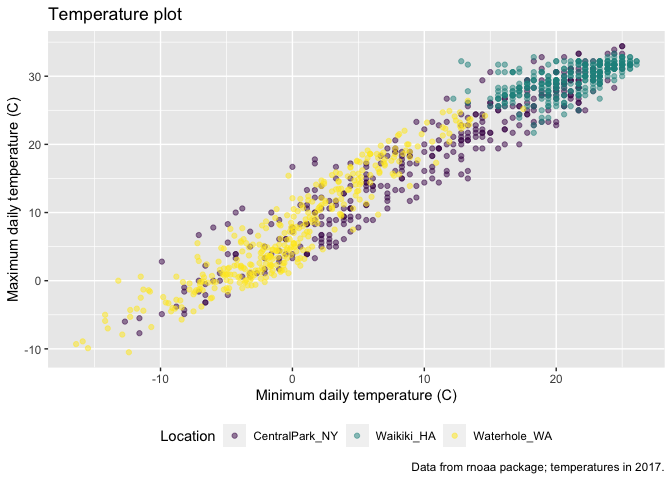 Temperature plot
Maximum daily temperature (C)
30
20
10
0
-10
-10 0 10 20
Minimum daily temperature (C)
Location CentralPark_NY Waikiki_HA Waterhole_WA
Data from rnoaa package; temperatures in 2017.